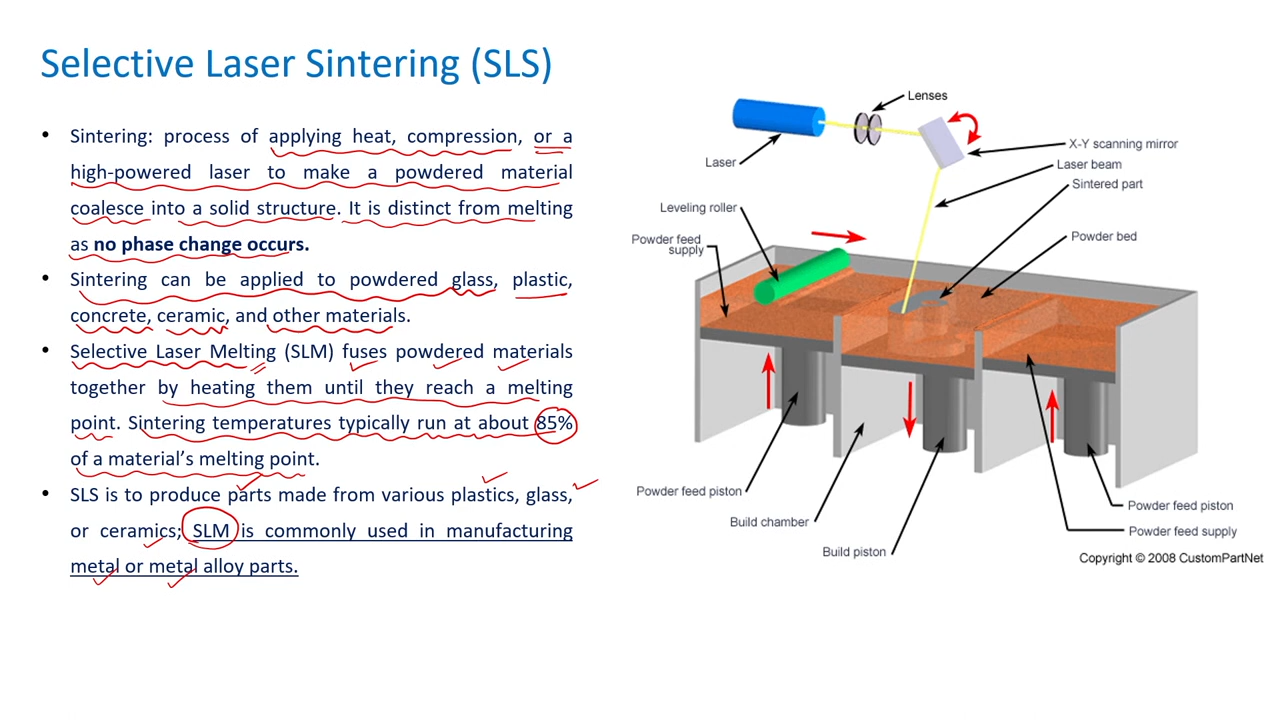 Selective Laser Sintering (SLS)
• Sintering: process of applying heat, compression, or a
high-powered laser to make a powdered material
coalesce into a solid structure. It is distinct from melting
as no phase change occurs.
• Sintering can be applied to powdered glass, plastic,
concrete, ceramic, and other materials.
• Selective Laser Melting (SLM) fuses powdered materials
together by heating them until they reach a melting
point. Sintering temperatures typically run at about 85%
of a material's melting point.
• SLS is to produce parts made from various plastics, glass,
or ceramics; SLM is commonly used in manufacturing
metal or metal alloy parts.
Lenses
X-Y scanning mirror
Laser
Laser beam
Sintered part
Leveling roller
Powder feed
supply
Powder bed
Powder feed piston
Build chamber
Build piston
Powder feed piston
Powder feed supply
Copyright © 2008 CustomPartNet